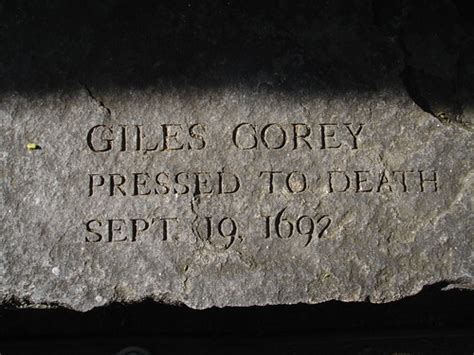 GILES COREY
PRESSED TO DEATH
SEPT. 19, 1692